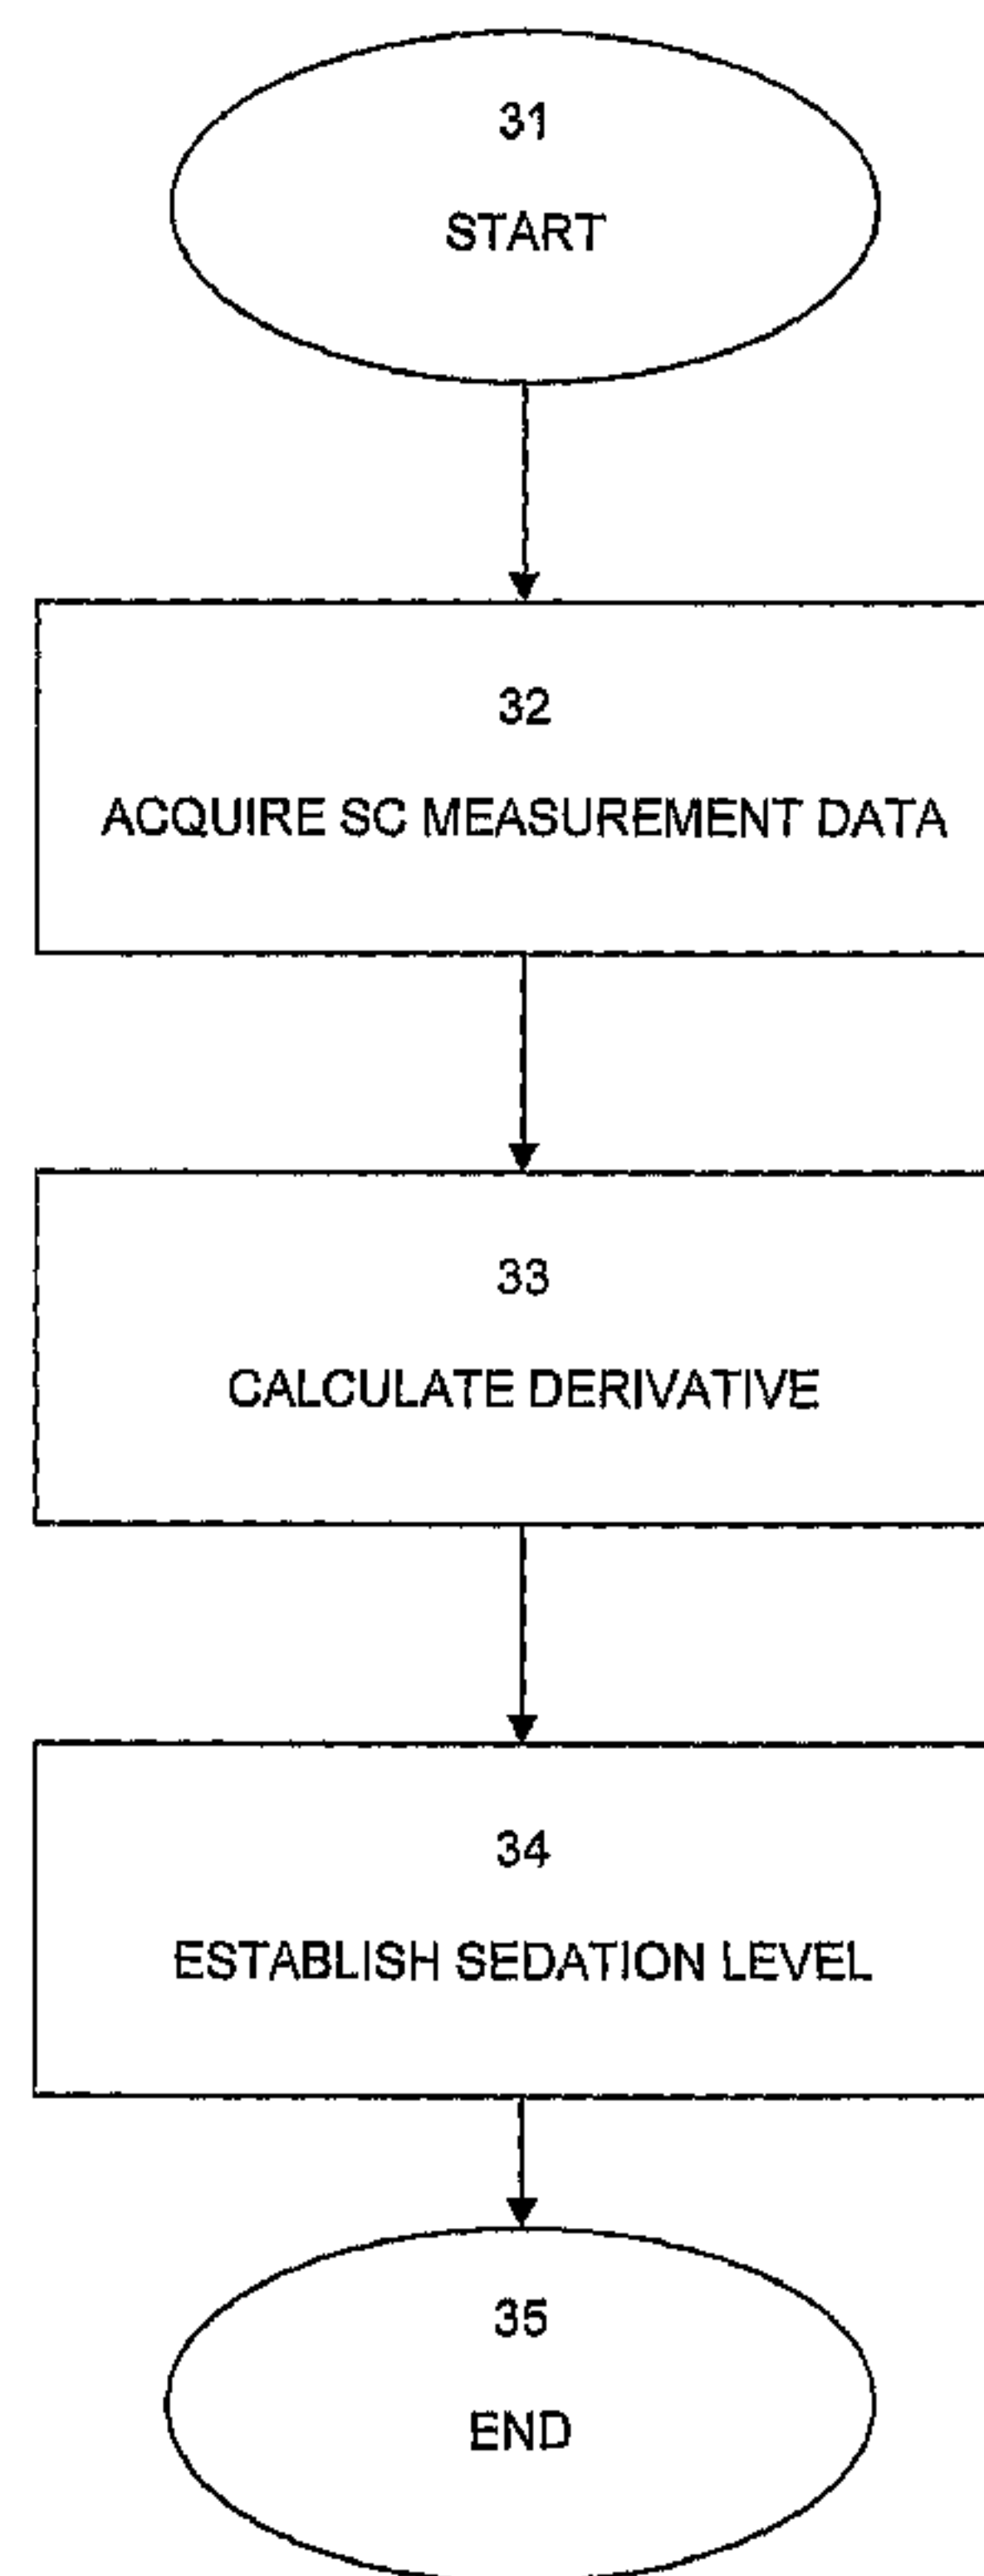 31
START
32
ACQUIRE SC MEASUREMENT DATA
33
CALCULATE DERIVATIVE
34
ESTABLISH SEDATION LEVEL
35
END